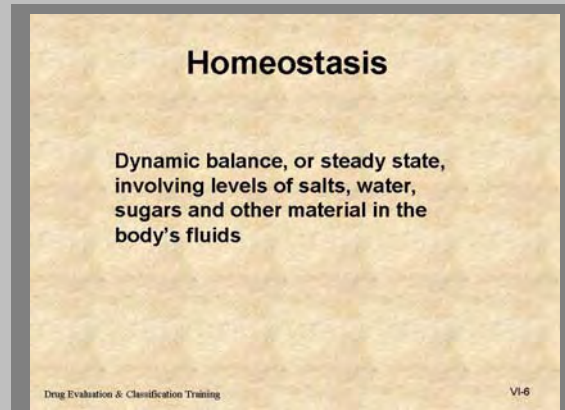 Homeostasis
Dynamic balance, or steady state,
involving levels of salts, water,
sugars and other material in the
body's fluids
Drug Evaluation & Classification Training
VI-6